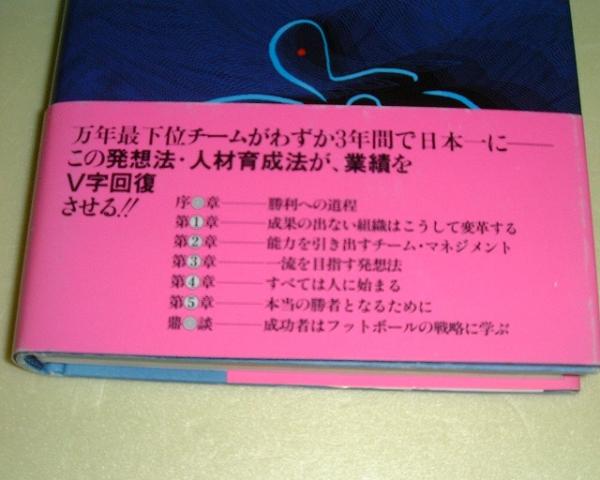 万年最下位チームがわずか3年間で日本一に――
この発想法・人材育成法が、業績を
V字回復
させる!!
序●章――勝利への道程
第1章――成果の出ない組織はこうして変革する
第2章――能力を引き出すチーム・マネジメント
第3章――一流を目指す発想法
第4章――すべては人に始まる
第5章――本当の勝者となるために
鼎●談――成功者はフットボールの戦略に学ぶ